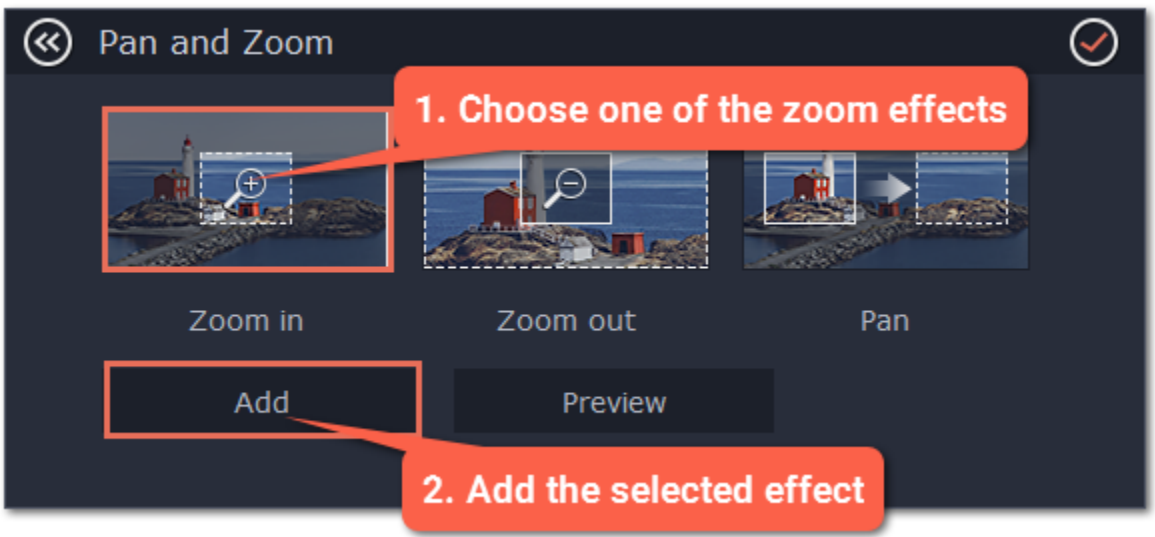 Pan and Zoom
1. Choose one of the zoom effects
Zoom in
Zoom out
Pan
Add
Preview
2. Add the selected effect